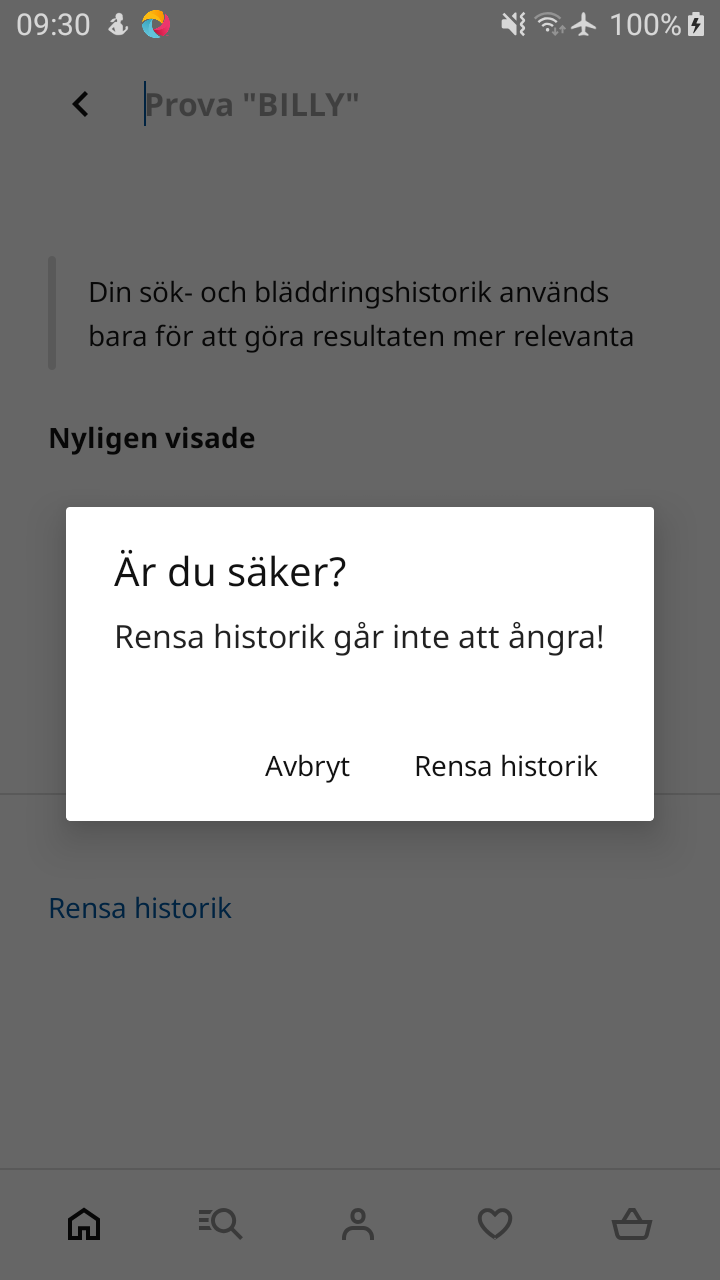 09:30
100%
Prova "BILLY"
Din sök- och bläddringshistorik används
bara för att göra resultaten mer relevanta
Nyligen visade
Är du säker?
Rensa historik går inte att ångra!
Avbryt Rensa historik
Rensa historik